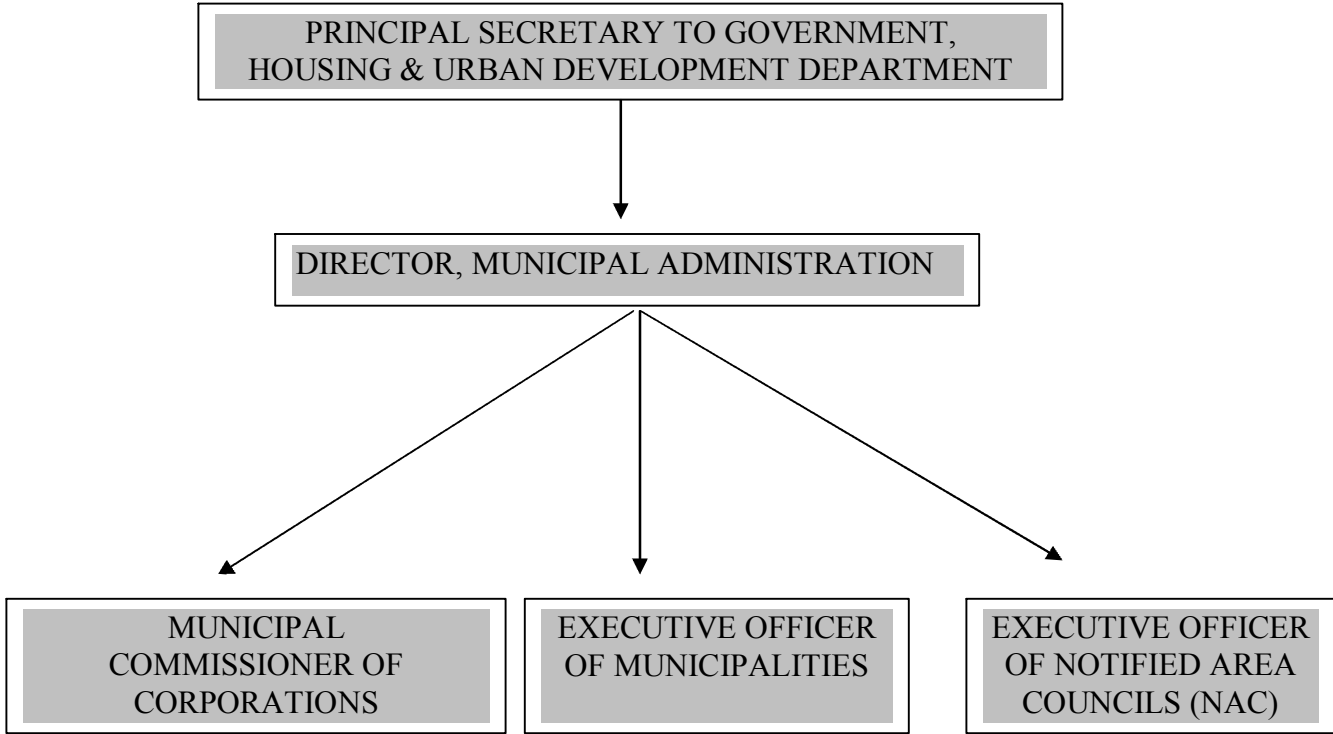 PRINCIPAL SECRETARY TO GOVERNMENT,
HOUSING & URBAN DEVELOPMENT DEPARTMENT
DIRECTOR, MUNICIPAL ADMINISTRATION
MUNICIPAL
COMMISSIONER OF
CORPORATIONS
EXECUTIVE OFFICER
OF MUNICIPALITIES
EXECUTIVE OFFICER
OF NOTIFIED AREA
COUNCILS (NAC)